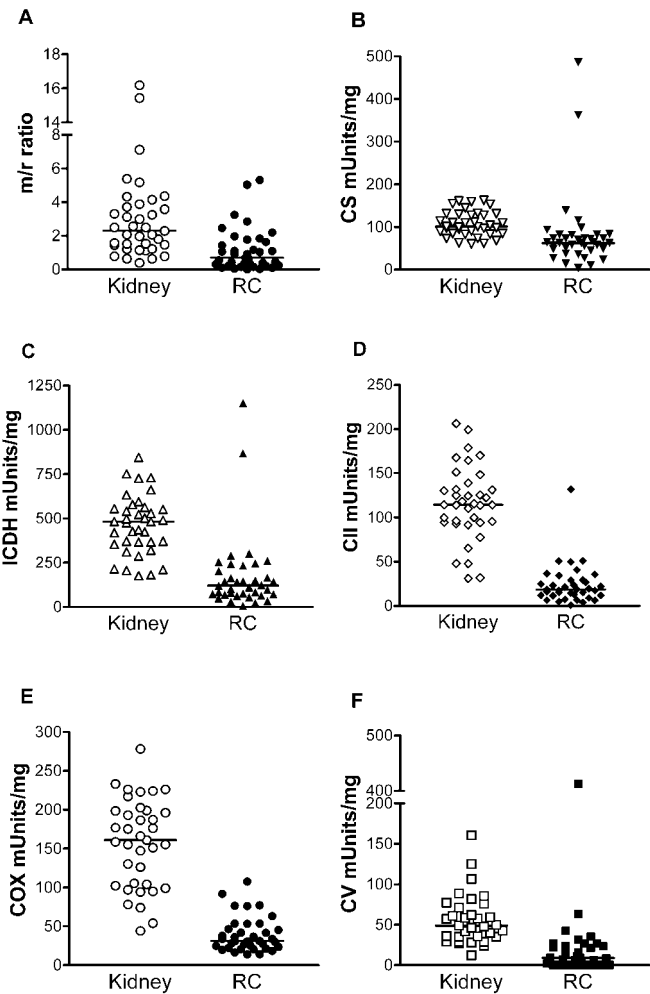 A
m/r ratio
18
16
14
8
6
4
2
0
Kidney RC
B
CS mUnits/mg
500
400
300
200
100
0
Kidney RC
C
ICDH mUnits/mg
1250
1000
750
500
250
0
Kidney RC
D
CII mUnits/mg
250
200
150
100
50
0
Kidney RC
E
COX mUnits/mg
300
250
200
150
100
50
0
Kidney RC
F
CV mUnits/mg
500
400
200
150
100
50
0
Kidney RC